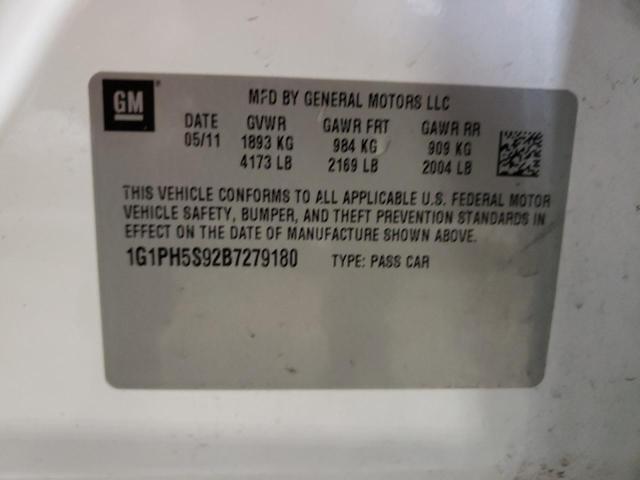 GM
MFD BY GENERAL MOTORS LLC
DATE GVWR GAWR FRT GAWR RR
05/11 1893 KG 984 KG 909 KG
4173 LB 2169 LB 2004 LB
THIS VEHICLE CONFORMS TO ALL APPLICABLE U.S. FEDERAL MOTOR
VEHICLE SAFETY, BUMPER, AND THEFT PREVENTION STANDARDS IN
EFFECT ON THE DATE OF MANUFACTURE SHOWN ABOVE.
1G1PH5S92B7279180 TYPE: PASS CAR